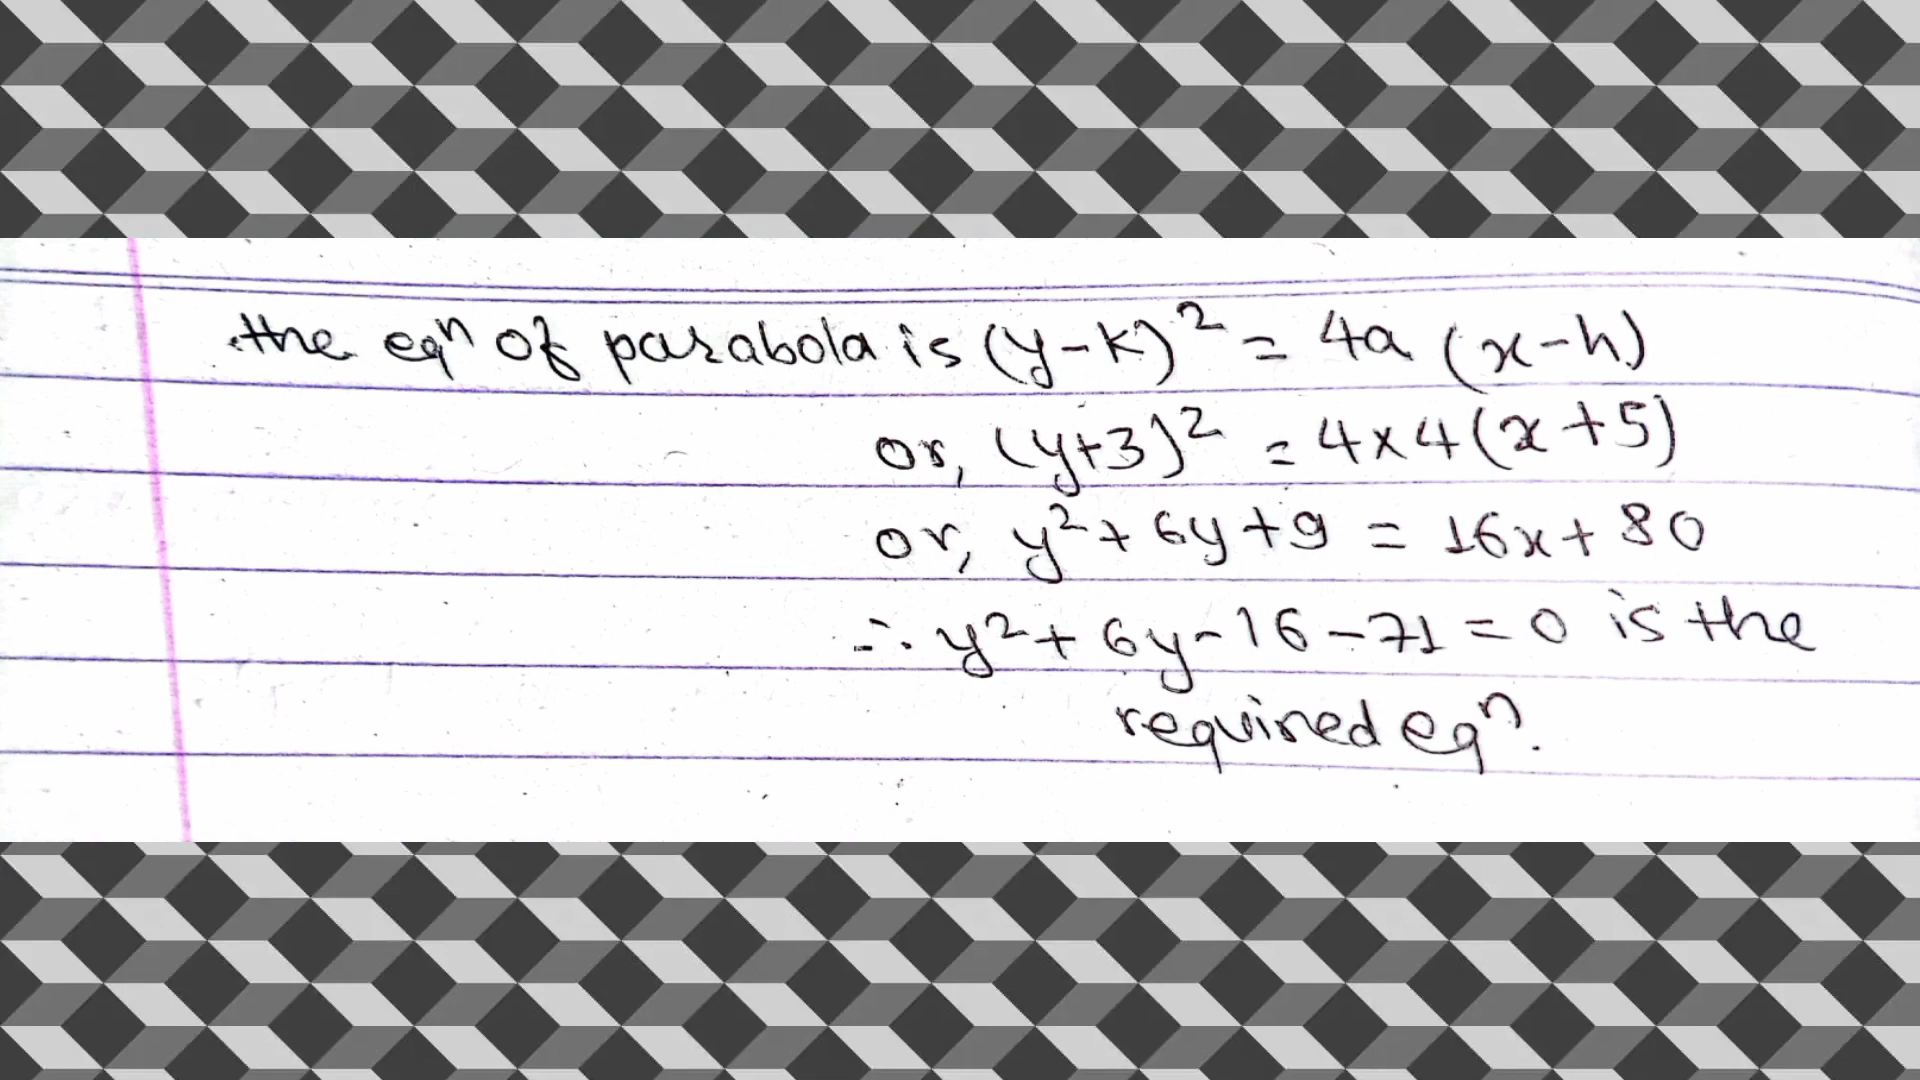 the eqⁿ of parabola is (y-k)² = 4a (x-h)
or, (y+3)² = 4×4(x+5)
or, y²+6y+9 = 16x+80
∴ y²+6y-16-71=0 is the
required eqⁿ.